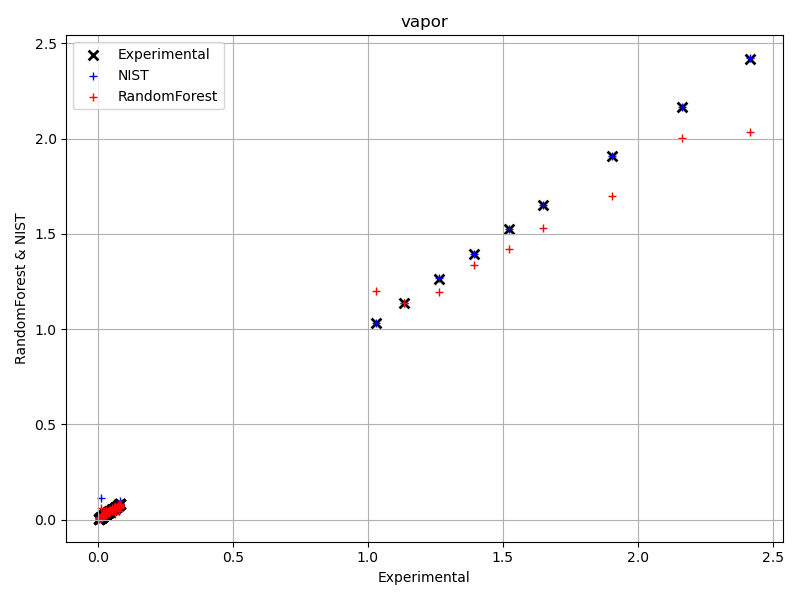 vapor
Experimental
NIST
RandomForest
RandomForest & NIST
2.5
2.0
1.5
1.0
0.5
0.0
0.0 0.5 1.0 1.5 2.0 2.5
Experimental